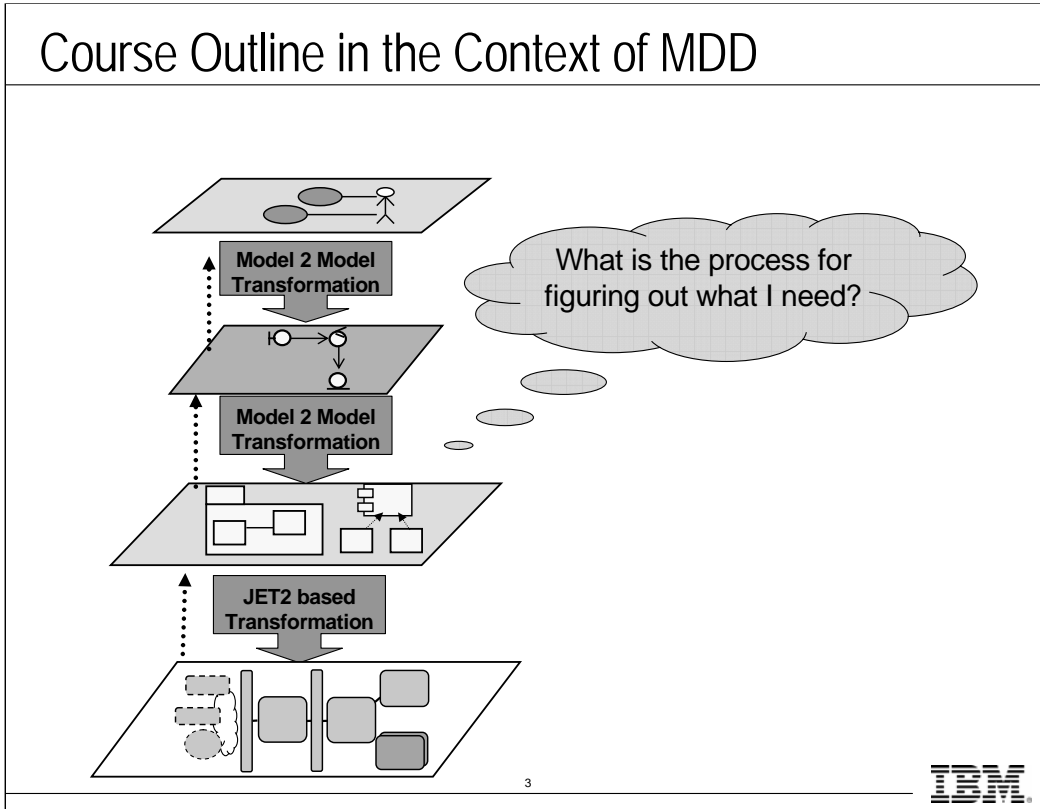 Course Outline in the Context of MDD
Model 2 Model
Transformation
What is the process for
figuring out what I need?
Model 2 Model
Transformation
JET2 based
Transformation
3
IBM.